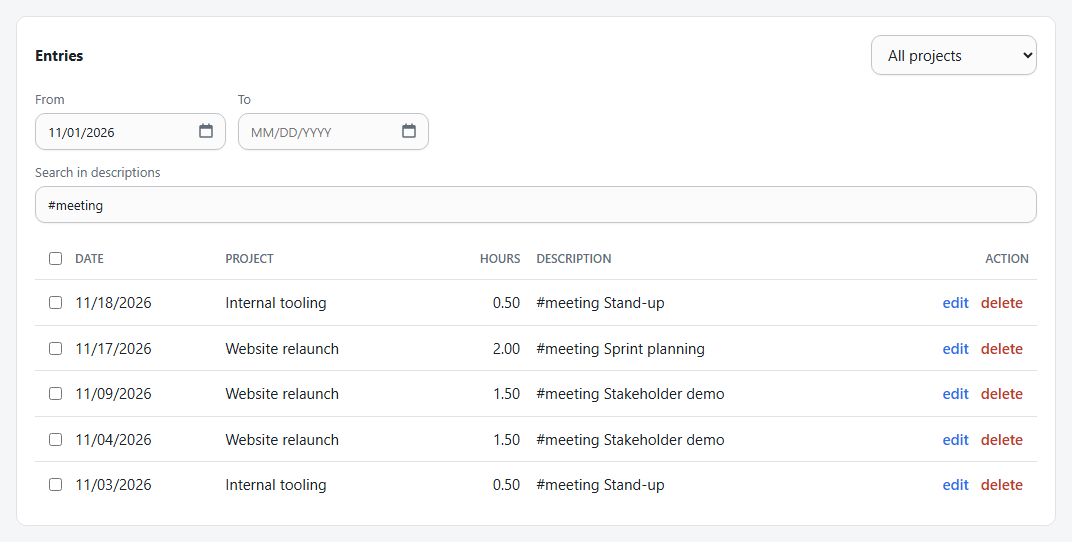 Entries
All projects
From
To
11/01/2026
MM/DD/YYYY
Search in descriptions
#meeting
DATE PROJECT HOURS DESCRIPTION ACTION
11/18/2026 Internal tooling 0.50 #meeting Stand-up edit delete
11/17/2026 Website relaunch 2.00 #meeting Sprint planning edit delete
11/09/2026 Website relaunch 1.50 #meeting Stakeholder demo edit delete
11/04/2026 Website relaunch 1.50 #meeting Stakeholder demo edit delete
11/03/2026 Internal tooling 0.50 #meeting Stand-up edit delete